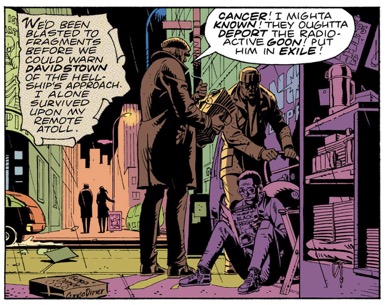 WE'D BEEN
BLASTED TO
FRAGMENTS
BEFORE WE
COULD WARN
DAVIDSTOWN
OF THE HELL-
SHIP'S APPROACH.
I ALONE
SURVIVED
UPON MY
REMOTE
ATOLL.
CANCER! I MIGHTA
KNOWN! THEY OUGHTTA
DEPORT THE RADIO-
ACTIVE GOON! PUT
HIM IN EXILE!
Diner